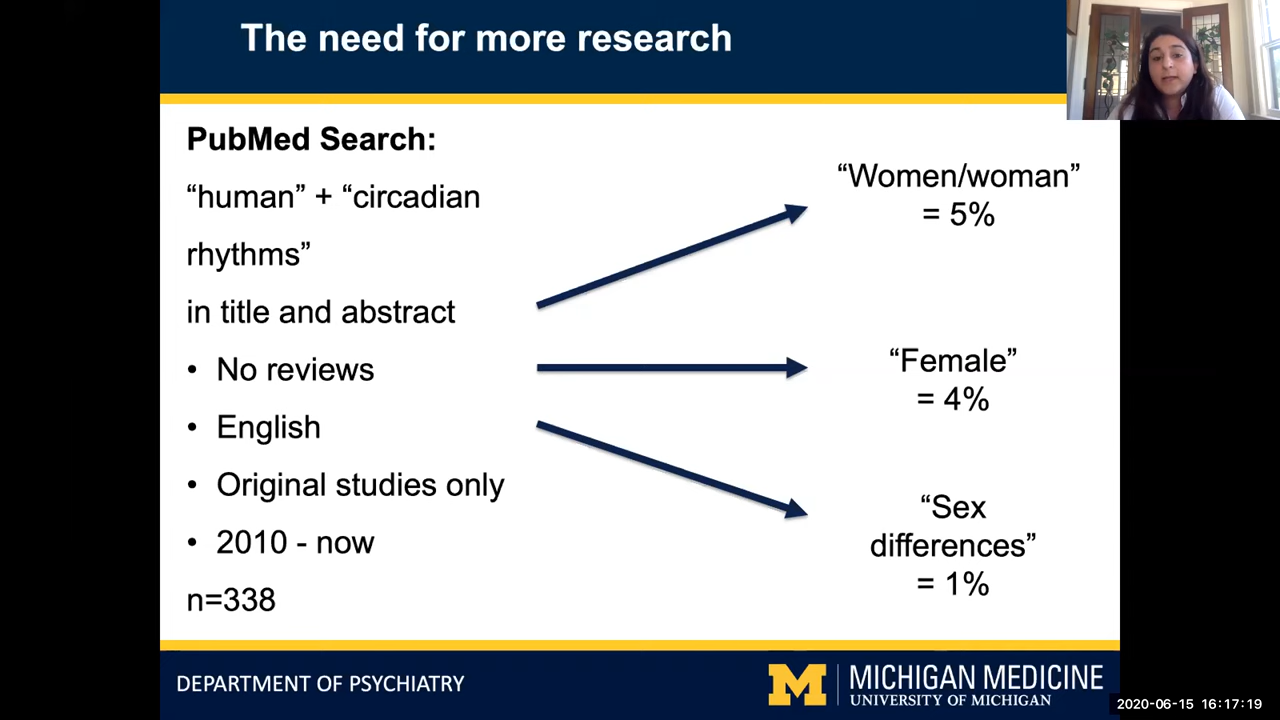 The need for more research
PubMed Search:
“human” + “circadian
rhythms”
in title and abstract
• No reviews
• English
• Original studies only
• 2010 - now
n=338
“Women/woman”
= 5%
“Female”
= 4%
“Sex
differences”
= 1%
DEPARTMENT OF PSYCHIATRY
M
MICHIGAN MEDICINE
UNIVERSITY OF MICHIGAN
2020-06-15 16:17:19